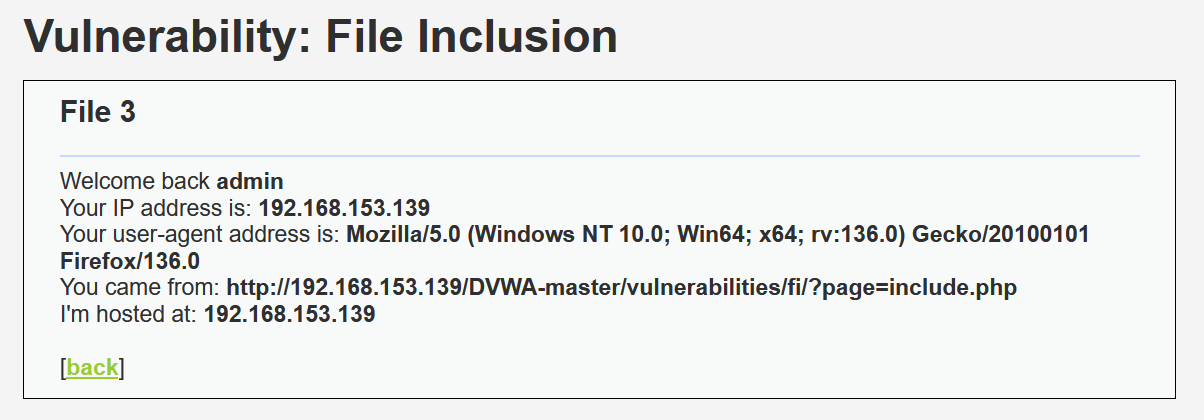 Vulnerability: File Inclusion
File 3
Welcome back admin
Your IP address is: 192.168.153.139
Your user-agent address is: Mozilla/5.0 (Windows NT 10.0; Win64; x64; rv:136.0) Gecko/20100101
Firefox/136.0
You came from: http://192.168.153.139/DVWA-master/vulnerabilities/fi/?page=include.php
I'm hosted at: 192.168.153.139
[back]